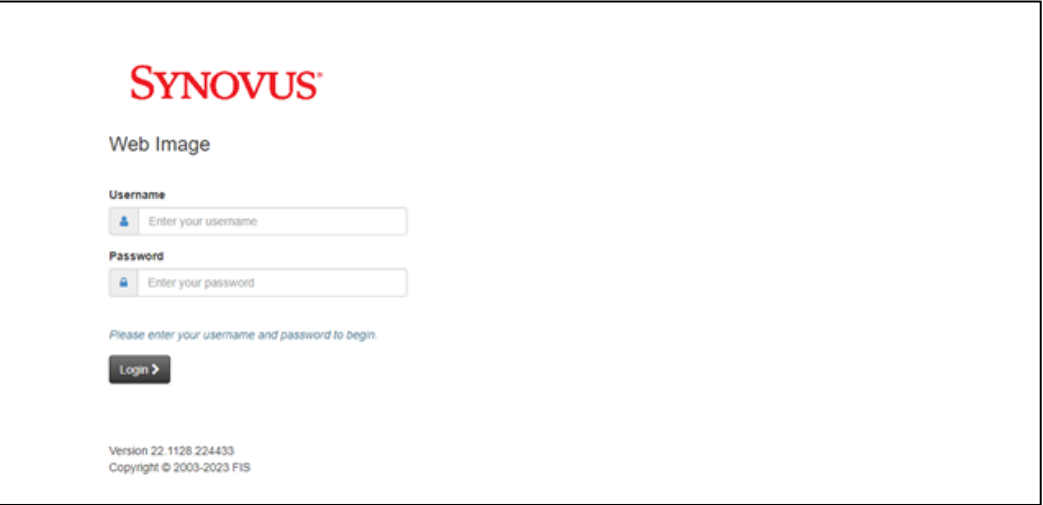 SYNOVUS®
Web Image
Username
Enter your username
Password
Enter your password
Please enter your username and password to begin.
Login
Version 22.1128.224433
Copyright © 2003-2023 FIS